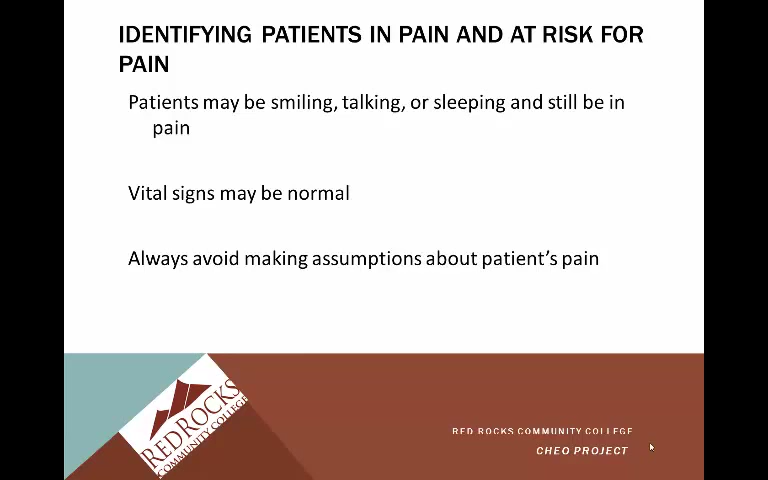 IDENTIFYING PATIENTS IN PAIN AND AT RISK FOR
PAIN
Patients may be smiling, talking, or sleeping and still be in
pain
Vital signs may be normal
Always avoid making assumptions about patient's pain
RED ROCKS
COMMUNITY COLLEGE
RED ROCKS COMMUNITY COLLEGE
CHEO PROJECT